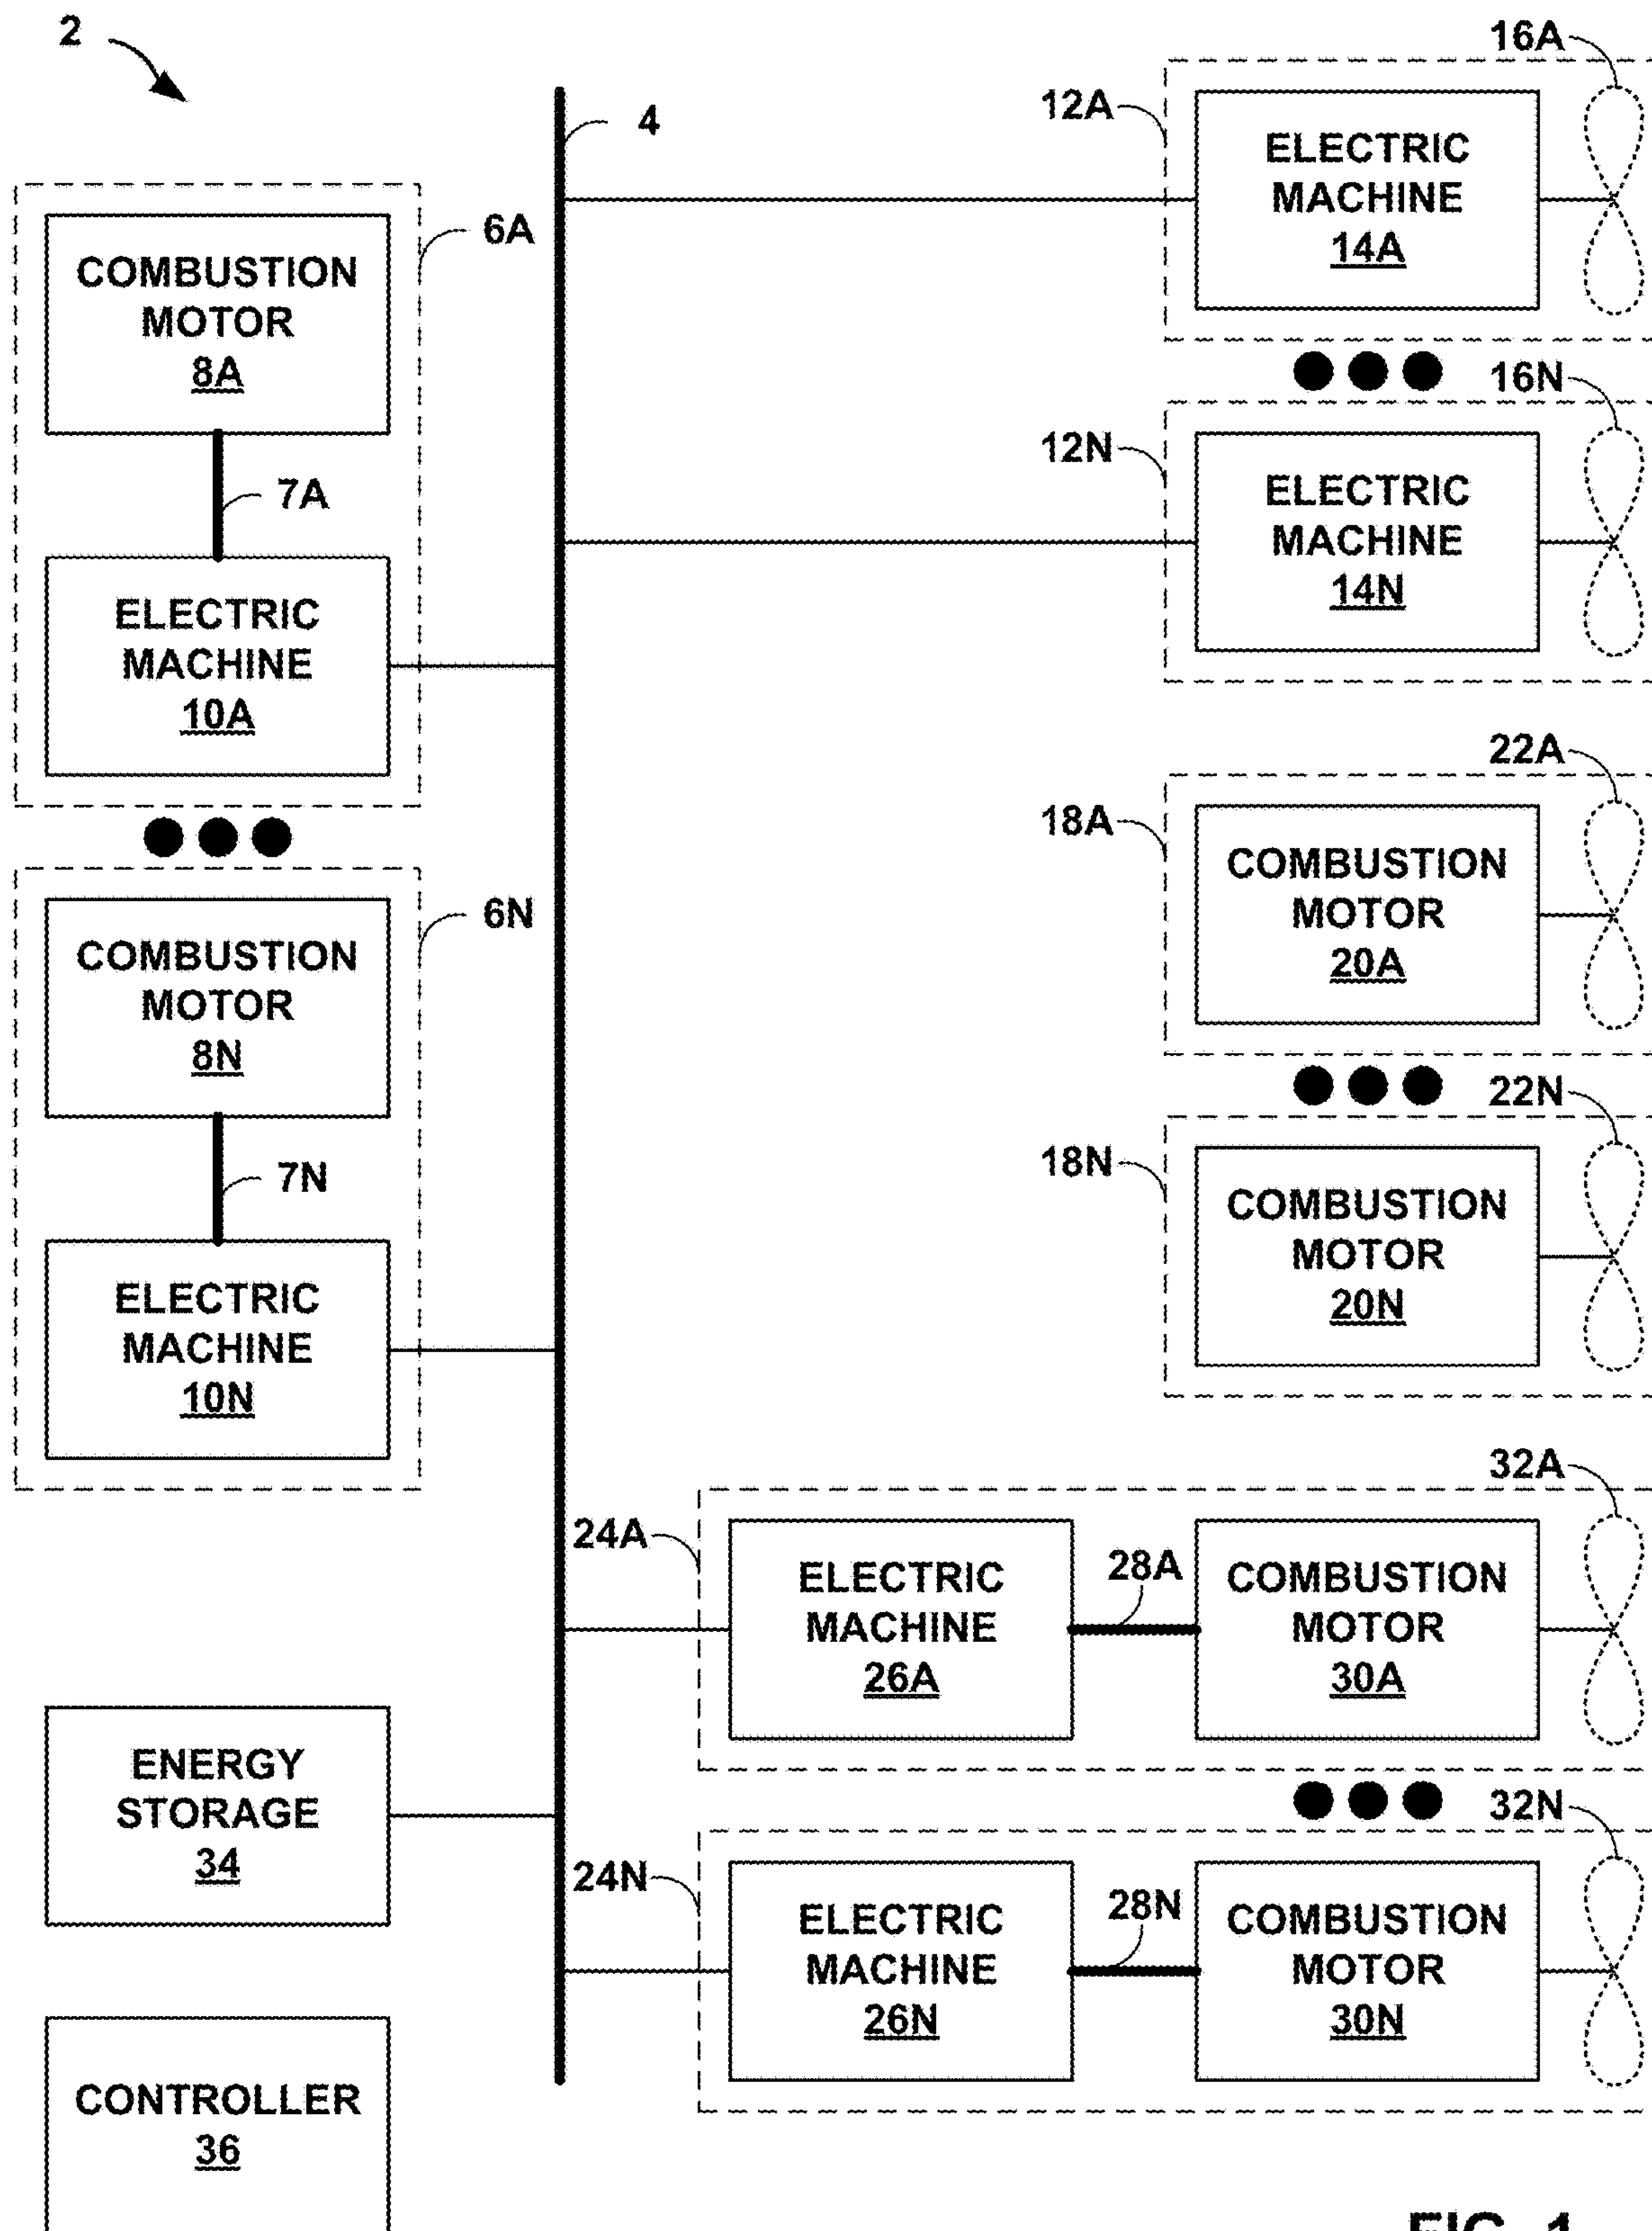 2
4
6A
COMBUSTION
MOTOR
8A
7A
ELECTRIC
MACHINE
10A
6N
COMBUSTION
MOTOR
8N
7N
ELECTRIC
MACHINE
10N
ENERGY
STORAGE
34
CONTROLLER
36
16A
12A
ELECTRIC
MACHINE
14A
16N
12N
ELECTRIC
MACHINE
14N
22A
18A
COMBUSTION
MOTOR
20A
22N
18N
COMBUSTION
MOTOR
20N
32A
24A
ELECTRIC
MACHINE
26A
28A
COMBUSTION
MOTOR
30A
32N
24N
ELECTRIC
MACHINE
26N
28N
COMBUSTION
MOTOR
30N
FIG. 1